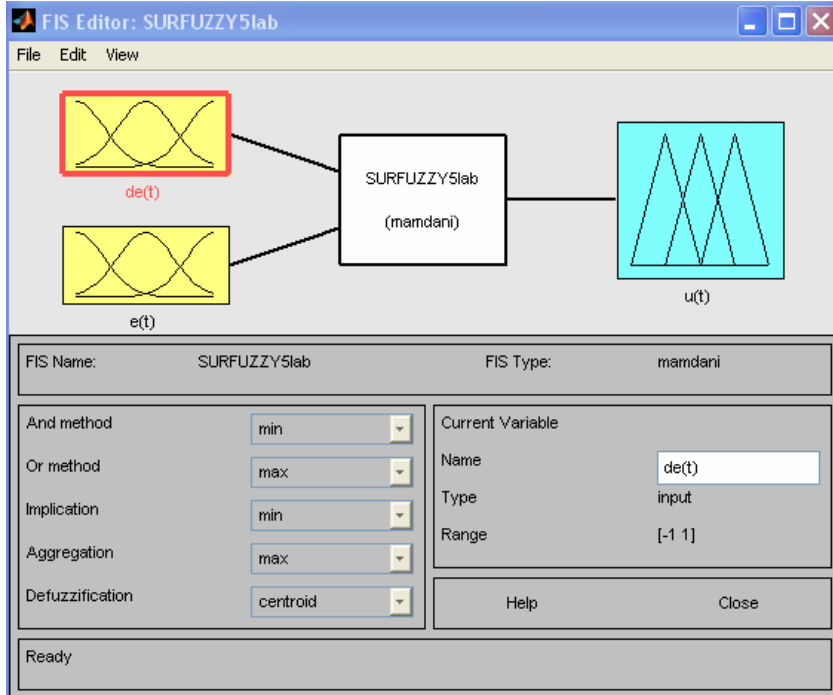 FIS Editor: SURFUZZY5lab
File Edit View
de(t)
e(t)
SURFUZZY5lab
(mamdani)
u(t)
FIS Name: SURFUZZY5lab FIS Type: mamdani
And method min
Or method max
Implication min
Aggregation max
Defuzzification centroid
Current Variable
Name de(t)
Type input
Range [-1 1]
Help Close
Ready